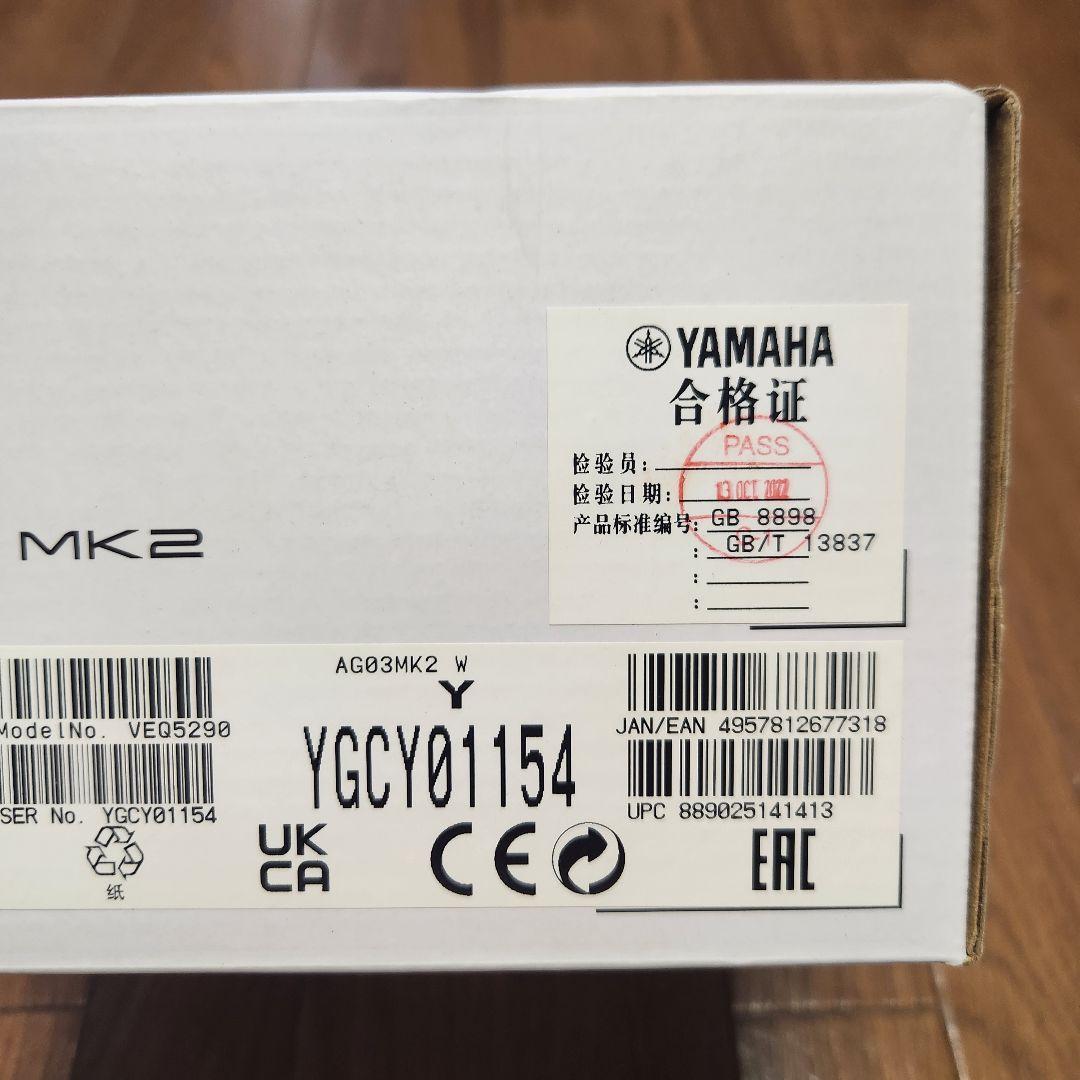 YAMAHA
合格证
PASS
检验员:
检验日期:
13 OCT 2022
产品标准编号: GB 8898
: GB/T 13837
:
:
MK2
AG03MK2 W
Y
YGCY01154
ModelNo. VEQ5290
SER No. YGCY01154
纸
JAN/EAN 4957812677318
UPC 889025141413
UK
CA
CE
EAC